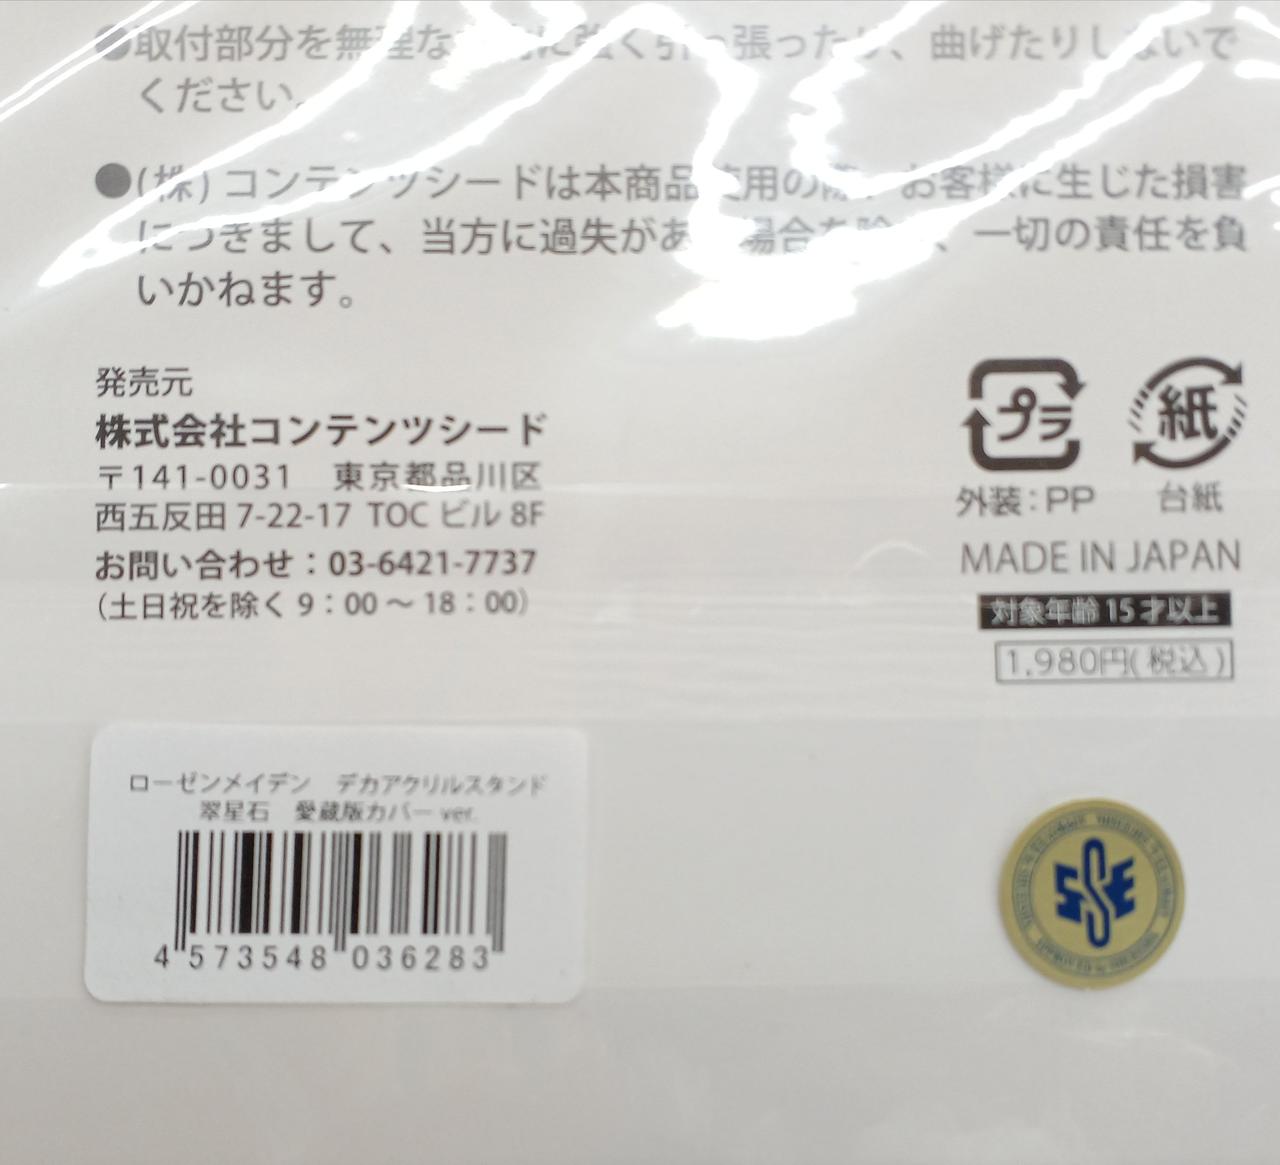 ●取付部分を無理な に強く引っ張ったり、曲げたりしないで
ください。
●(株)コンテンツシードは本商品使用の際、お客様に生じた損害
につきまして、当方に過失がある場合を除き、一切の責任を負
いかねます。
発売元
株式会社コンテンツシード
〒141-0031　東京都品川区
西五反田 7-22-17 TOC ビル 8F
お問い合わせ：03-6421-7737
（土日祝を除く 9：00 ～ 18：00）
プラ
紙
外装：PP
台紙
MADE IN JAPAN
対象年齢 15 才以上
1,980円(税込)
ローゼンメイデン　デカアクリルスタンド
翠星石　愛蔵版カバー ver.
4 573548 036283